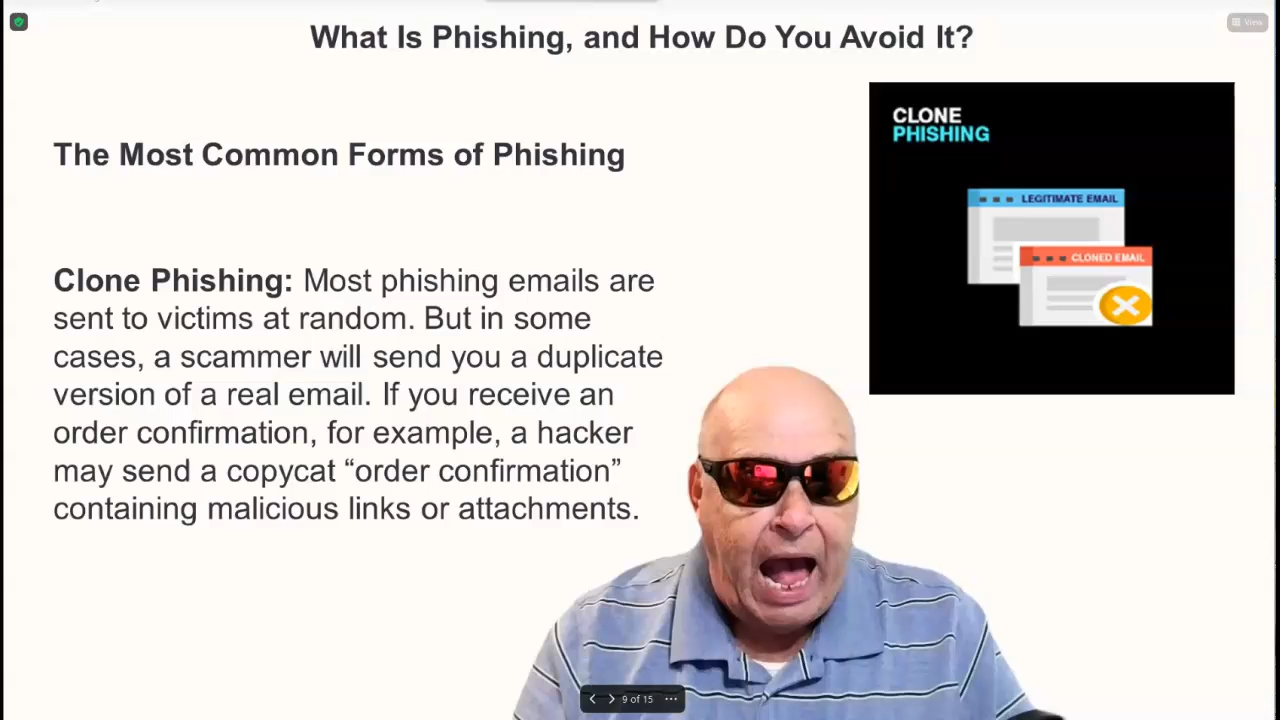 View
What Is Phishing, and How Do You Avoid It?
CLONE
PHISHING
The Most Common Forms of Phishing
LEGITIMATE EMAIL
CLONED EMAIL
Clone Phishing: Most phishing emails are
sent to victims at random. But in some
cases, a scammer will send you a duplicate
version of a real email. If you receive an
order confirmation, for example, a hacker
may send a copycat “order confirmation”
containing malicious links or attachments.
9 of 15